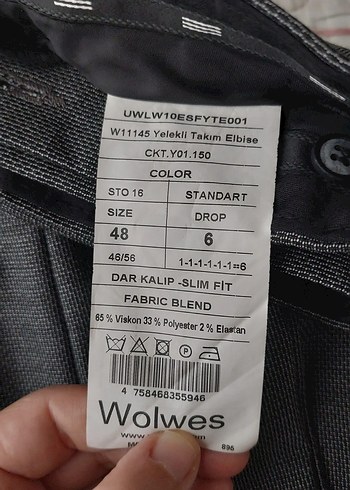 UWLW10ESFYTE001
W11145 Yelekli Takım Elbise
CKT.Y01.150
COLOR
STO 16 STANDART
SIZE DROP
48 6
46/56 1-1-1-1-1-1=6
DAR KALIP -SLIM FİT
FABRIC BLEND
65 % Viskon 33 % Polyester 2 % Elastan
P
4 758468355946
Wolwes
www.
896